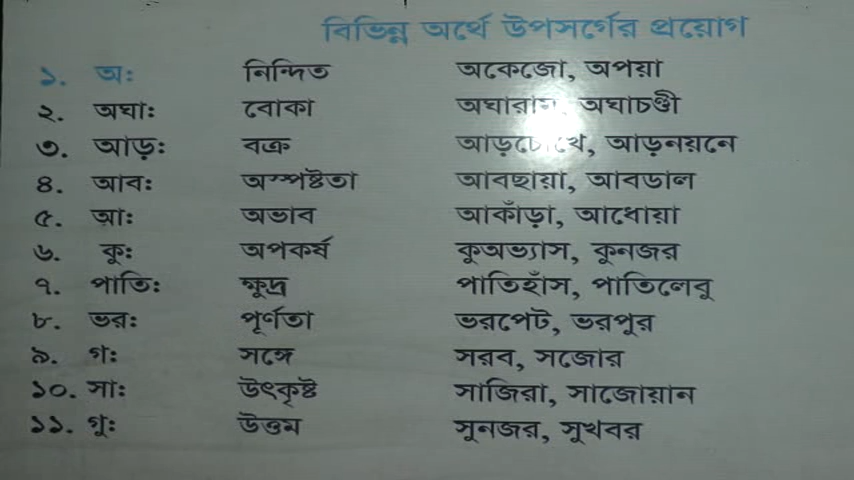 বিভিন্ন অর্থে উপসর্গের প্রয়োগ
১. অঃ নিন্দিত অকেজো, অপয়া
২. অঘাঃ বোকা অঘাচণ্ডী
৩. আড়ঃ বক্র আড়চোখে, আড়নয়নে
৪. আবঃ অস্পষ্টতা আবছায়া, আবডাল
৫. আঃ অভাব আকাঁড়া, আধোয়া
৬. কুঃ অপকর্ষ কুঅভ্যাস, কুনজর
৭. পাতিঃ ক্ষুদ্র পাতিহাঁস, পাতিলেবু
৮. ভরঃ পূর্ণতা ভরপেট, ভরপুর
৯. গঃ সঙ্গে সরব, সজোর
১০. সাঃ উৎকৃষ্ট সাজিরা, সাজোয়ান
১১. গুঃ উত্তম সুনজর, সুখবর